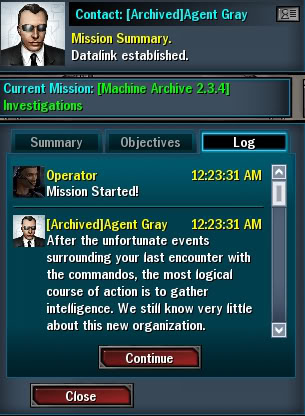 Contact: [Archived]Agent Gray
Mission Summary.
Datalink established.
Current Mission: [Machine Archive 2.3.4]
Investigations
Summary
Objectives
Log
Operator 12:23:31 AM
Mission Started!
[Archived]Agent Gray 12:23:31 AM
After the unfortunate events
surrounding your last encounter with
the commandos, the most logical
course of action is to gather
intelligence. We still know very little
about this new organization.
Continue
Close